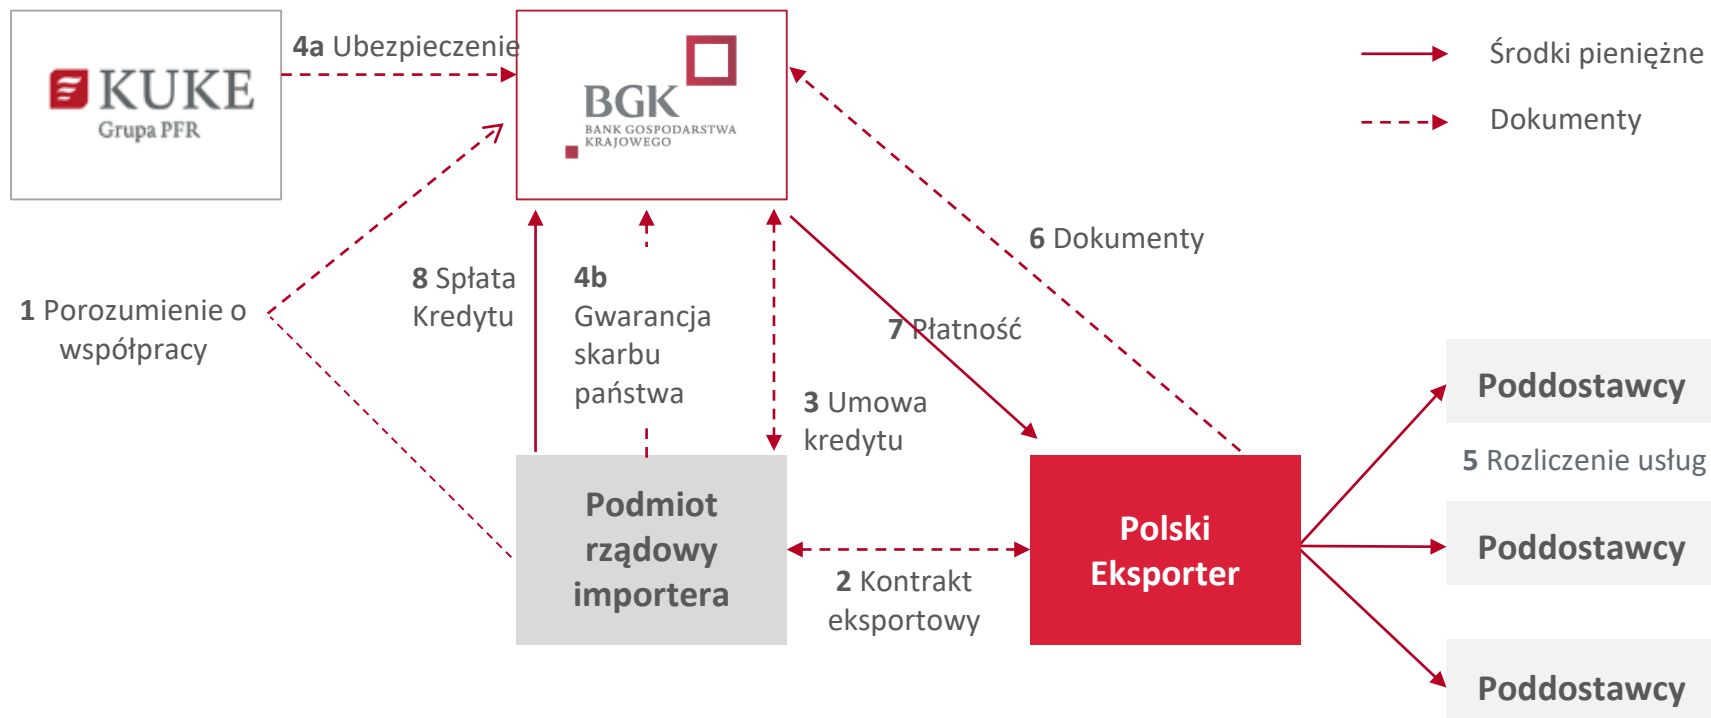 4a Ubezpieczenie
KUKE
Grupa PFR
BGK
BANK GOSPODARSTWA
KRAJOWEGO
Środki pieniężne
Dokumenty
6 Dokumenty
1 Porozumienie o
współpracy
8 Spłata
Kredytu
4b
Gwarancja
skarbu
państwa
7 Płatność
3 Umowa
kredytu
Poddostawcy
5 Rozliczenie usług
Poddostawcy
Poddostawcy
Podmiot
rządowy
importera
2 Kontrakt
eksportowy
Polski
Eksporter